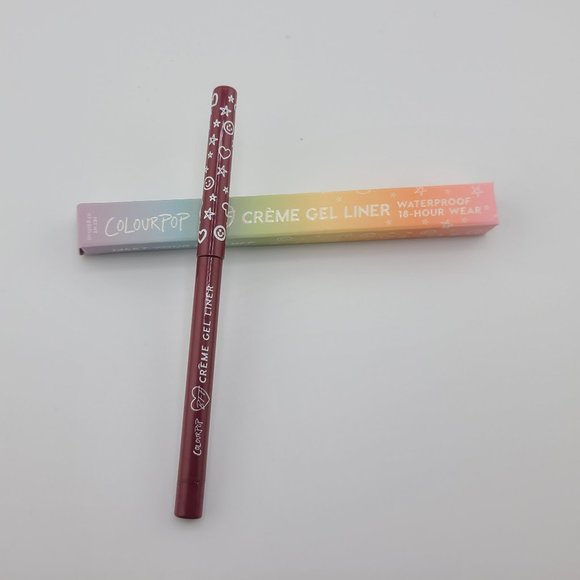 COLOURPOP
CRÈME GEL LINER
WATERPROOF
18-HOUR WEAR
COLOURPOP
CRÈME GEL LINER